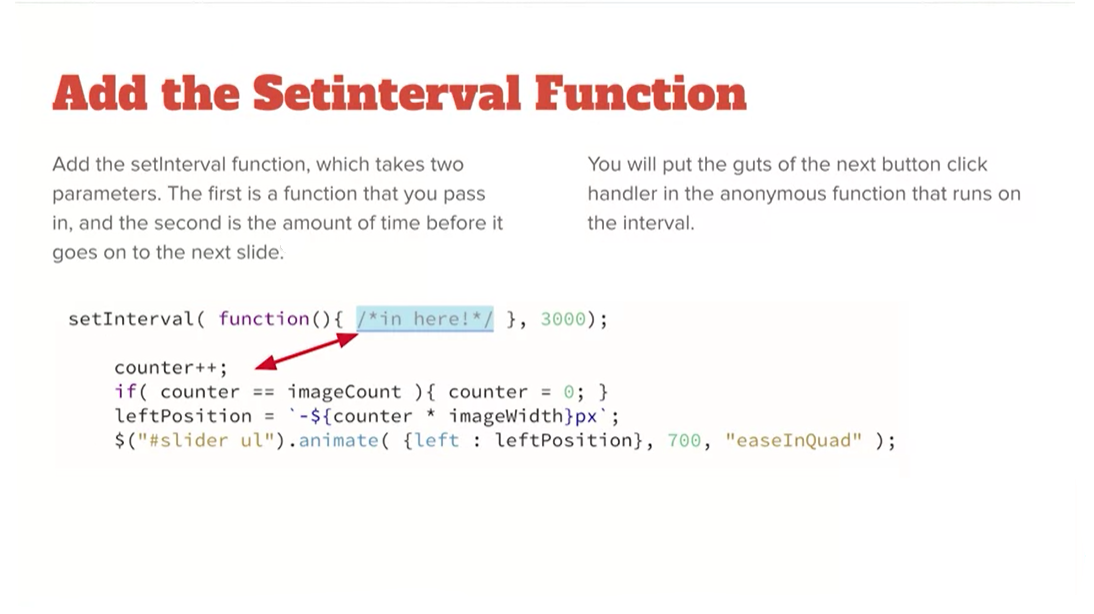 Add the Setinterval Function
Add the setInterval function, which takes two
parameters. The first is a function that you pass
in, and the second is the amount of time before it
goes on to the next slide.
You will put the guts of the next button click
handler in the anonymous function that runs on
the interval.
setInterval( function(){ /*in here!*/ }, 3000);
counter++;
if( counter == imageCount ){ counter = 0; }
leftPosition = `-${counter * imageWidth}px`;
$("#slider ul").animate( {left : leftPosition}, 700, "easeInQuad" );